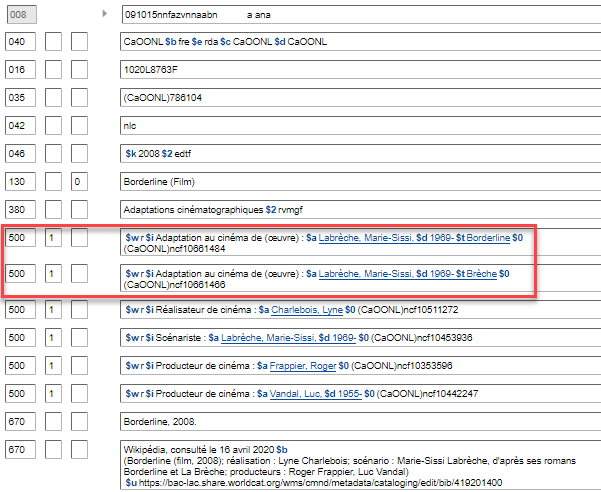 008 091015nnfazvnnaabn a ana
040 CaOONL $b fre $e rda $c CaOONL $d CaOONL
016 1020L8763F
035 (CaOONL)786104
042 nlc
046 $k 2008 $2 edtf
130 0 Borderline (Film)
380 Adaptations cinématographiques $2 rvmgf
500 1 $w r $i Adaptation au cinéma de (œuvre) : $a Labrèche, Marie-Sissi, $d 1969- $t Borderline $0
(CaOONL)ncf10661484
500 1 $w r $i Adaptation au cinéma de (œuvre) : $a Labrèche, Marie-Sissi, $d 1969- $t Brèche $0
(CaOONL)ncf10661466
500 1 $w r $i Réalisateur de cinéma : $a Charlebois, Lyne $0 (CaOONL)ncf10511272
500 1 $w r $i Scénariste : $a Labrèche, Marie-Sissi, $d 1969- $0 (CaOONL)ncf10453936
500 1 $w r $i Producteur de cinéma : $a Frappier, Roger $0 (CaOONL)ncf10353596
500 1 $w r $i Producteur de cinéma : $a Vandal, Luc, $d 1955- $0 (CaOONL)ncf10442247
670 Borderline, 2008.
670 Wikipédia, consulté le 16 avril 2020 $b
(Borderline (film, 2008); réalisation : Lyne Charlebois; scénario : Marie-Sissi Labrèche, d'après ses romans
Borderline et La Brèche; producteurs : Roger Frappier, Luc Vandal)
$u https://bac-lac.share.worldcat.org/wms/cmnd/metadata/cataloging/edit/bib/419201400